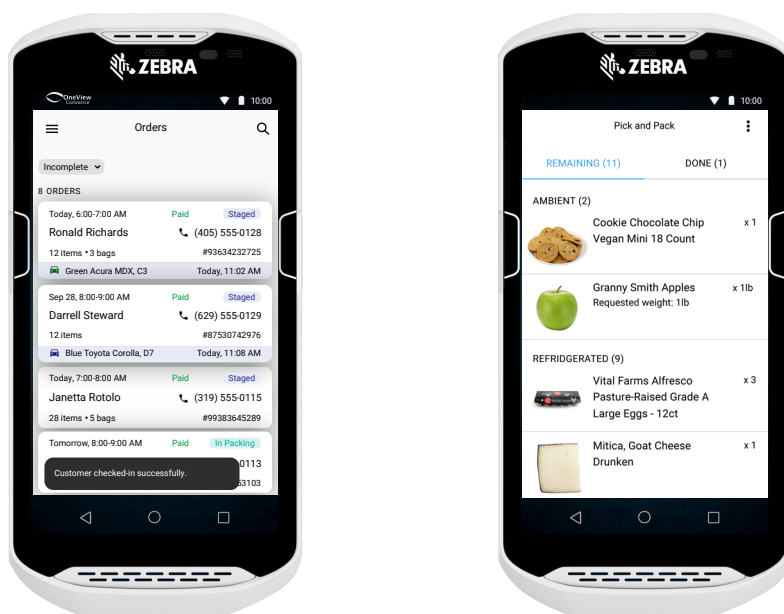 ZEBRA
OneView
Commerce
10:00
Orders
Incomplete
8 ORDERS
Today, 6:00-7:00 AM Paid Staged
Ronald Richards (405) 555-0128
12 items • 3 bags #93634232725
Green Acura MDX, C3 Today, 11:02 AM
Sep 28, 8:00-9:00 AM Paid Staged
Darrell Steward (629) 555-0129
12 items #87530742976
Blue Toyota Corolla, D7 Today, 11:08 AM
Today, 7:00-8:00 AM Paid Staged
Janetta Rotolo (319) 555-0115
28 items • 5 bags #99383645289
Tomorrow, 8:00-9:00 AM Paid In Packing
0113
Customer checked-in successfully.
53103
ZEBRA
10:00
Pick and Pack
REMAINING (11) DONE (1)
AMBIENT (2)
Cookie Chocolate Chip x 1
Vegan Mini 18 Count
Granny Smith Apples x 1lb
Requested weight: 1lb
REFRIDGERATED (9)
Vital Farms Alfresco x 3
Pasture-Raised Grade A
Large Eggs - 12ct
Mitica, Goat Cheese x 1
Drunken